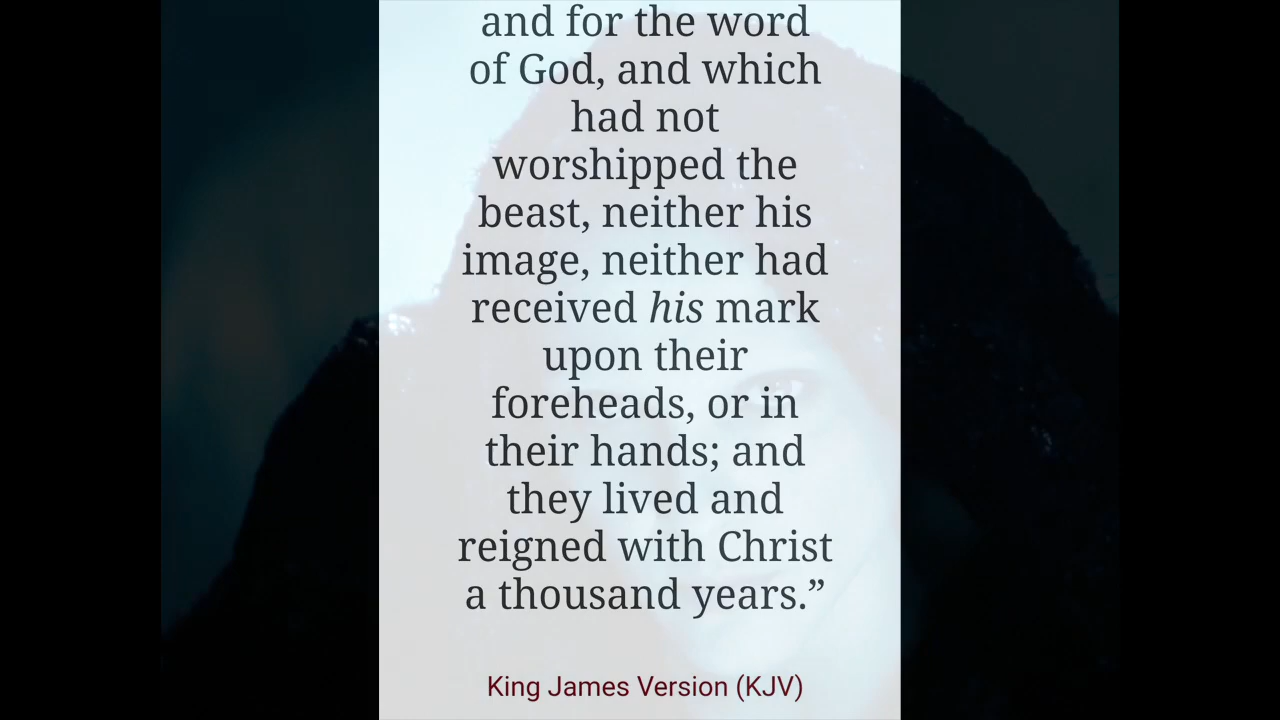 and for the word
of God, and which
had not
worshipped the
beast, neither his
image, neither had
received his mark
upon their
foreheads, or in
their hands; and
they lived and
reigned with Christ
a thousand years.”
King James Version (KJV)